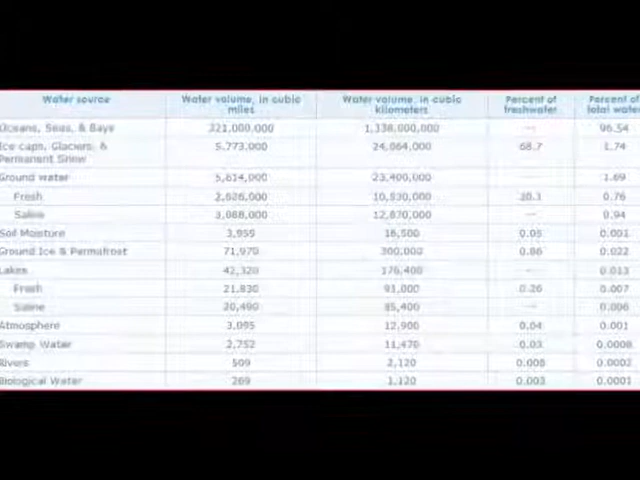 Water source Water volume, in cubic miles Water volume, in cubic kilometers Percent of freshwater Percent of total water
Oceans, Seas, & Bays 321,000,000 1,338,000,000 -- 96.54
Ice caps, Glaciers, & Permanent Snow 5,773,000 24,064,000 68.7 1.74
Ground water 5,614,000 23,400,000 -- 1.69
Fresh 2,526,000 10,530,000 30.1 0.76
Saline 3,088,000 12,870,000 -- 0.94
Soil Moisture 3,959 16,500 0.05 0.001
Ground Ice & Permafrost 71,970 300,000 0.86 0.022
Lakes 42,320 176,400 -- 0.013
Fresh 21,830 91,000 0.26 0.007
Saline 20,490 85,400 -- 0.006
Atmosphere 3,095 12,900 0.04 0.001
Swamp Water 2,752 11,470 0.03 0.0008
Rivers 509 2,120 0.006 0.0002
Biological Water 269 1,120 0.003 0.0001